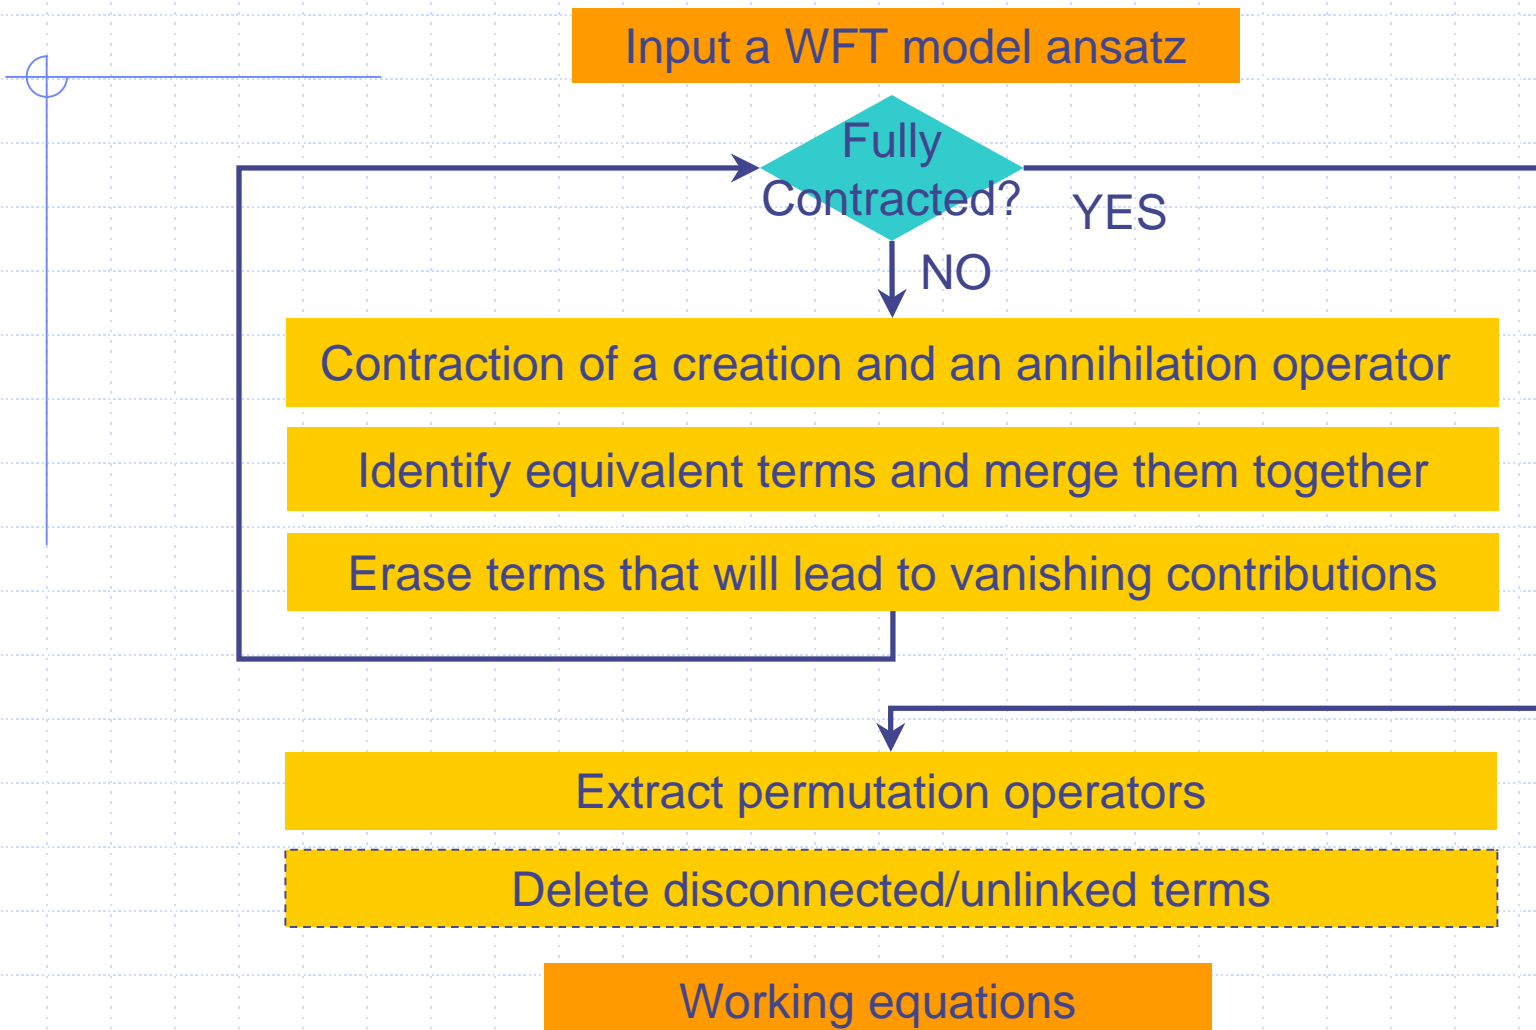 Input a WFT model ansatz
Fully
Contracted?
YES
NO
Contraction of a creation and an annihilation operator
Identify equivalent terms and merge them together
Erase terms that will lead to vanishing contributions
Extract permutation operators
Delete disconnected/unlinked terms
Working equations